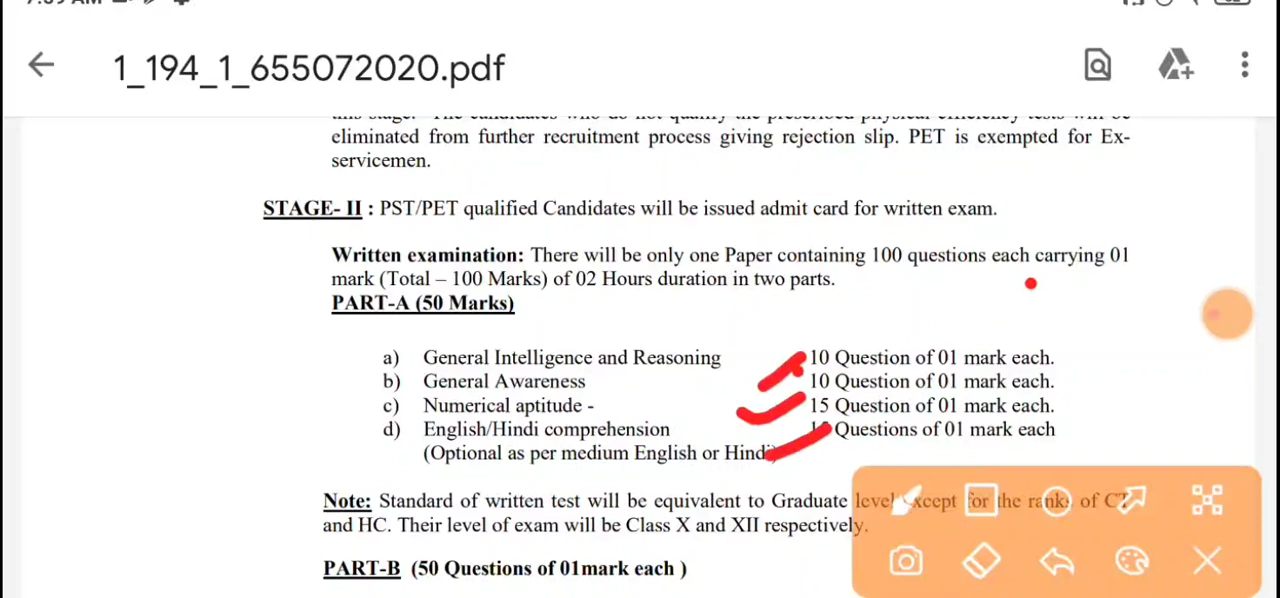 1_194_1_655072020.pdf
eliminated from further recruitment process giving rejection slip. PET is exempted for Ex-
servicemen.
STAGE- II : PST/PET qualified Candidates will be issued admit card for written exam.
Written examination: There will be only one Paper containing 100 questions each carrying 01
mark (Total – 100 Marks) of 02 Hours duration in two parts.
PART-A (50 Marks)
a) General Intelligence and Reasoning 10 Question of 01 mark each.
b) General Awareness 10 Question of 01 mark each.
c) Numerical aptitude - 15 Question of 01 mark each.
d) English/Hindi comprehension Questions of 01 mark each
(Optional as per medium English or Hindi)
Note: Standard of written test will be equivalent to Graduate level except for the ranks of CT
and HC. Their level of exam will be Class X and XII respectively.
PART-B (50 Questions of 01mark each )